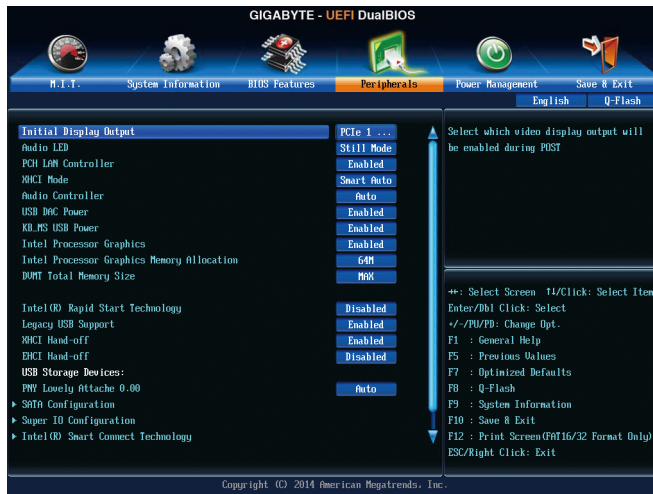 GIGABYTE - UEFI DualBIOS
M.I.T. System Information BIOS Features Peripherals Power Management Save & Exit
English Q-Flash
Initial Display Output PCIe 1 ...
Audio LED Still Mode
PCH LAN Controller Enabled
XHCI Mode Smart Auto
Audio Controller Auto
USB DAC Power Enabled
KB_MS USB Power Enabled
Intel Processor Graphics Enabled
Intel Processor Graphics Memory Allocation 64M
DVMT Total Memory Size MAX
Intel(R) Rapid Start Technology Disabled
Legacy USB Support Enabled
XHCI Hand-off Enabled
EHCI Hand-off Disabled
USB Storage Devices:
PNY Lovely Attache 0.00 Auto
SATA Configuration
Super IO Configuration
Intel(R) Smart Connect Technology
Select which video display output will
be enabled during POST
↔: Select Screen ↑↓/Click: Select Item
Enter/Dbl Click: Select
+/-/PU/PD: Change Opt.
F1 : General Help
F5 : Previous Values
F7 : Optimized Defaults
F8 : Q-Flash
F9 : System Information
F10 : Save & Exit
F12 : Print Screen(FAT16/32 Format Only)
ESC/Right Click: Exit
Copyright (C) 2014 American Megatrends, Inc.